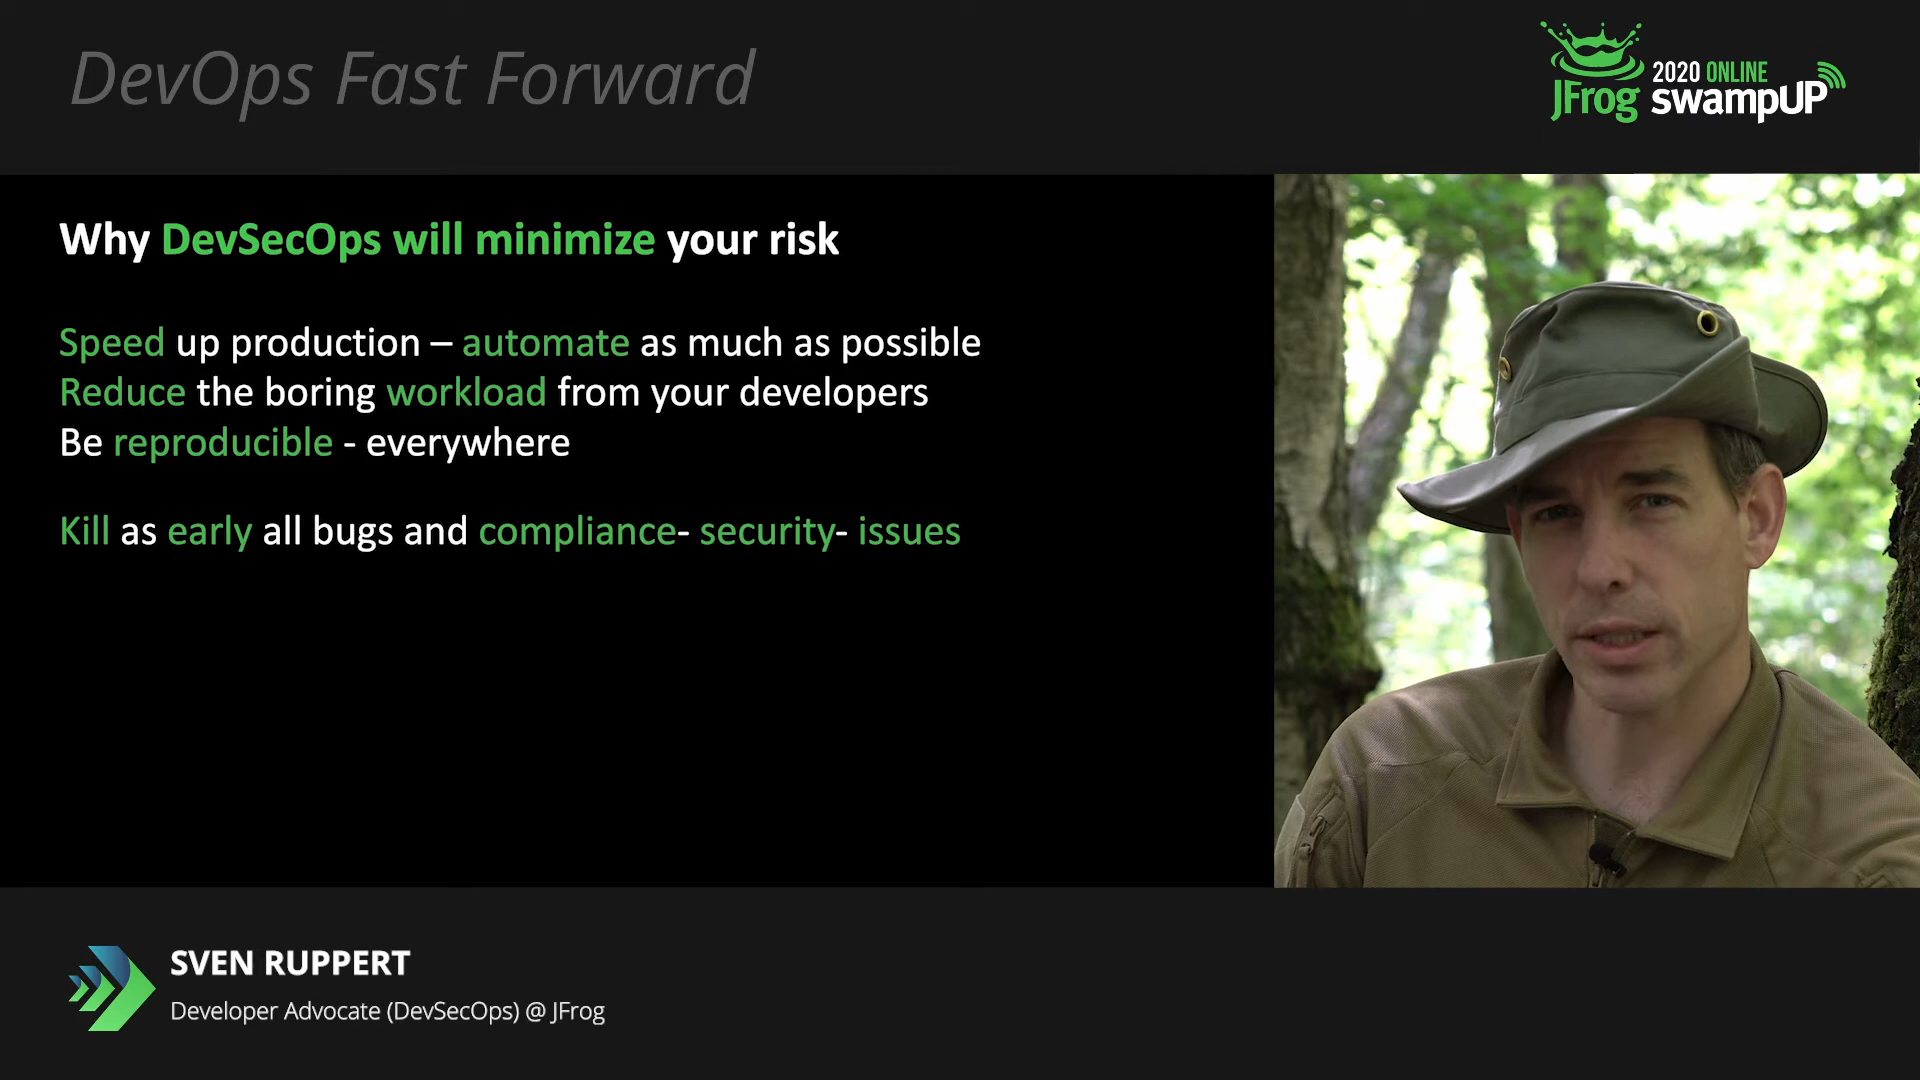 DevOps Fast Forward
2020 ONLINE
JFrog swampUP
Why DevSecOps will minimize your risk
Speed up production – automate as much as possible
Reduce the boring workload from your developers
Be reproducible - everywhere
Kill as early all bugs and compliance- security- issues
SVEN RUPPERT
Developer Advocate (DevSecOps) @ JFrog